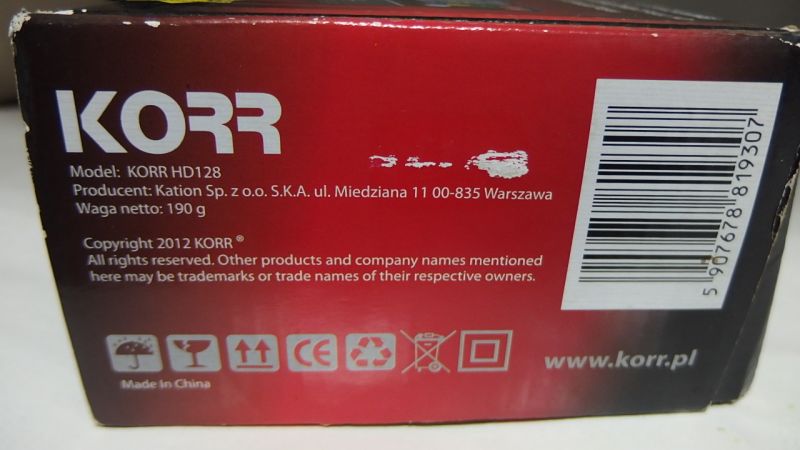 KORR
Model: KORR HD128
Producent: Kation Sp. z o.o. S.K.A. ul. Miedziana 11 00-835 Warszawa
Waga netto: 190 g
Copyright 2012 KORR ®
All rights reserved. Other products and company names mentioned
here may be trademarks or trade names of their respective owners.
CE
Made in China
www.korr.pl
5 907678 819307